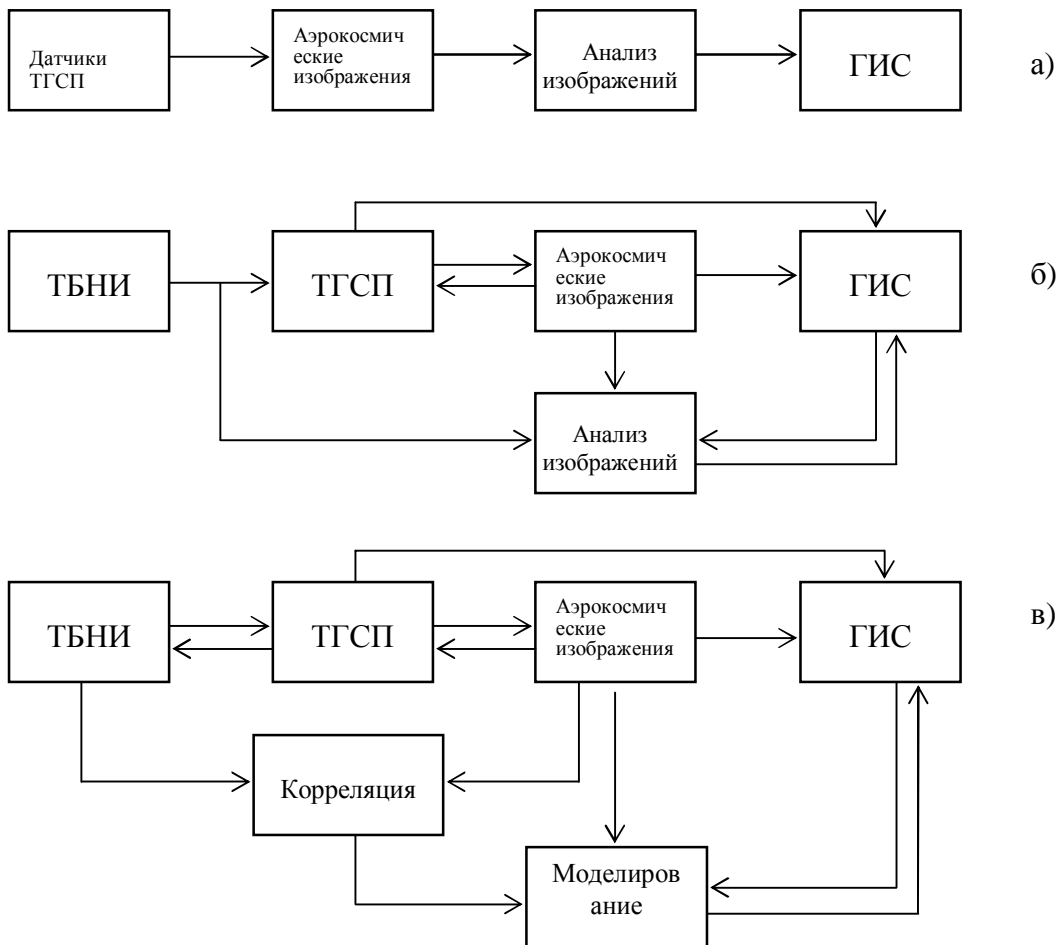 Датчики
ТГСП
Аэрокосмич
еские
изображения
Анализ
изображений
ГИС
а)
ТБНИ
ТГСП
Аэрокосмич
еские
изображения
ГИС
б)
Анализ
изображений
ТБНИ
ТГСП
Аэрокосмич
еские
изображения
ГИС
в)
Корреляция
Моделиров
ание